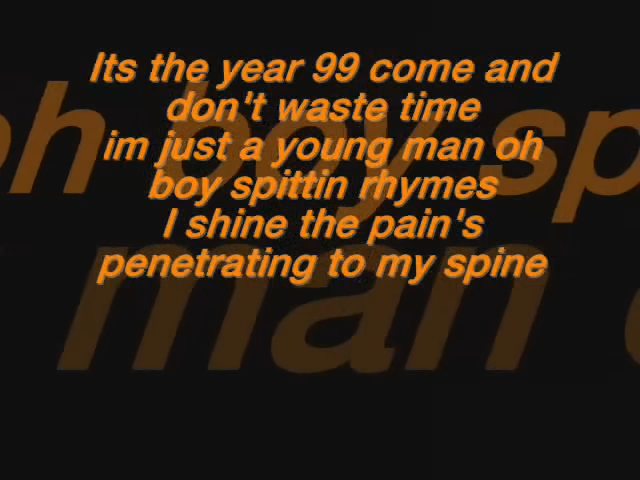 Its the year 99 come and
don't waste time
im just a young man oh
boy spittin rhymes
I shine the pain's
penetrating to my spine
oh boy sp
man